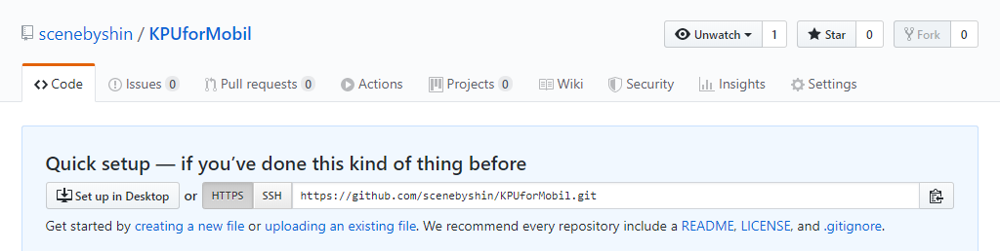 scenebyshin / KPUforMobil
Unwatch 1 Star 0 Fork 0
Code Issues 0 Pull requests 0 Actions Projects 0 Wiki Security Insights Settings
Quick setup — if you’ve done this kind of thing before
Set up in Desktop or HTTPS SSH https://github.com/scenebyshin/KPUforMobil.git
Get started by creating a new file or uploading an existing file. We recommend every repository include a README, LICENSE, and .gitignore.